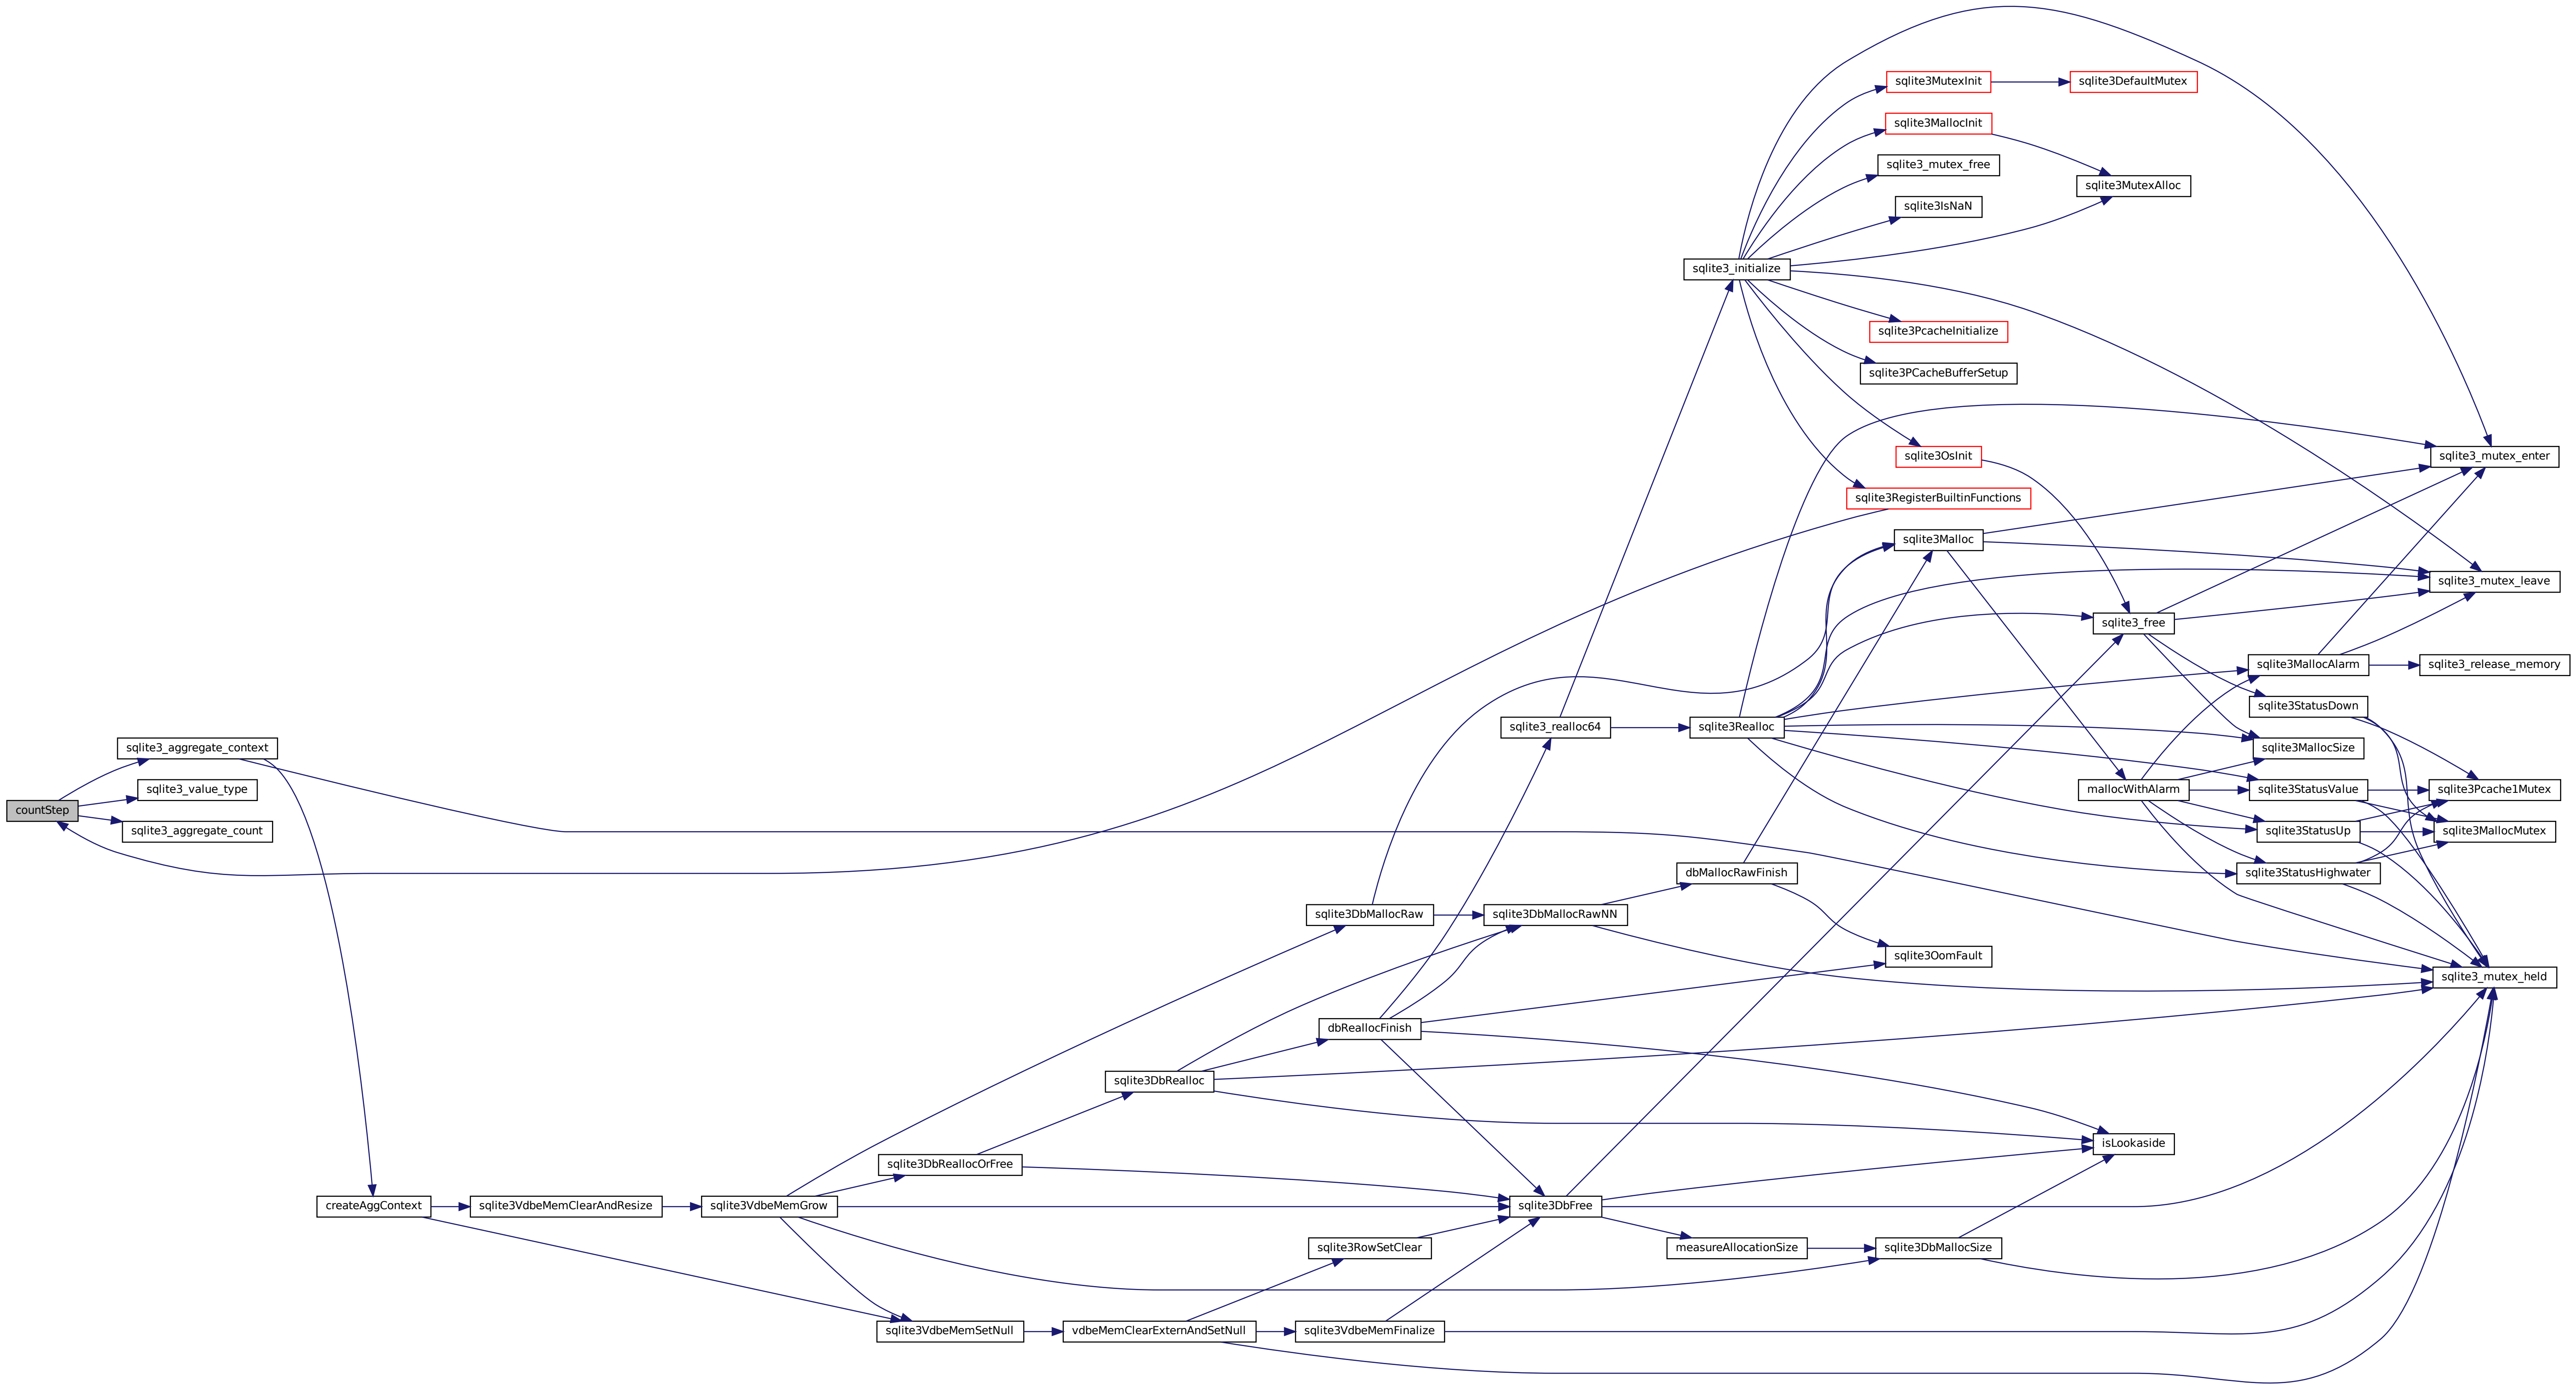 countStep
sqlite3_aggregate_context
sqlite3_value_type
sqlite3_aggregate_count
createAggContext
sqlite3VdbeMemClearAndResize
sqlite3VdbeMemGrow
sqlite3DbReallocOrFree
sqlite3VdbeMemSetNull
sqlite3DbRealloc
vdbeMemClearExternAndSetNull
sqlite3DbMallocRaw
dbReallocFinish
sqlite3RowSetClear
sqlite3VdbeMemFinalize
sqlite3_realloc64
sqlite3DbMallocRawNN
sqlite3DbFree
sqlite3_initialize
sqlite3Realloc
dbMallocRawFinish
measureAllocationSize
sqlite3MutexInit
sqlite3MallocInit
sqlite3_mutex_free
sqlite3IsNaN
sqlite3PcacheInitialize
sqlite3PCacheBufferSetup
sqlite3OsInit
sqlite3RegisterBuiltinFunctions
sqlite3Malloc
sqlite3OomFault
sqlite3DbMallocSize
sqlite3DefaultMutex
sqlite3MutexAlloc
sqlite3_free
mallocWithAlarm
isLookaside
sqlite3MallocAlarm
sqlite3StatusDown
sqlite3MallocSize
sqlite3StatusValue
sqlite3StatusUp
sqlite3StatusHighwater
sqlite3_mutex_enter
sqlite3_mutex_leave
sqlite3_release_memory
sqlite3Pcache1Mutex
sqlite3MallocMutex
sqlite3_mutex_held